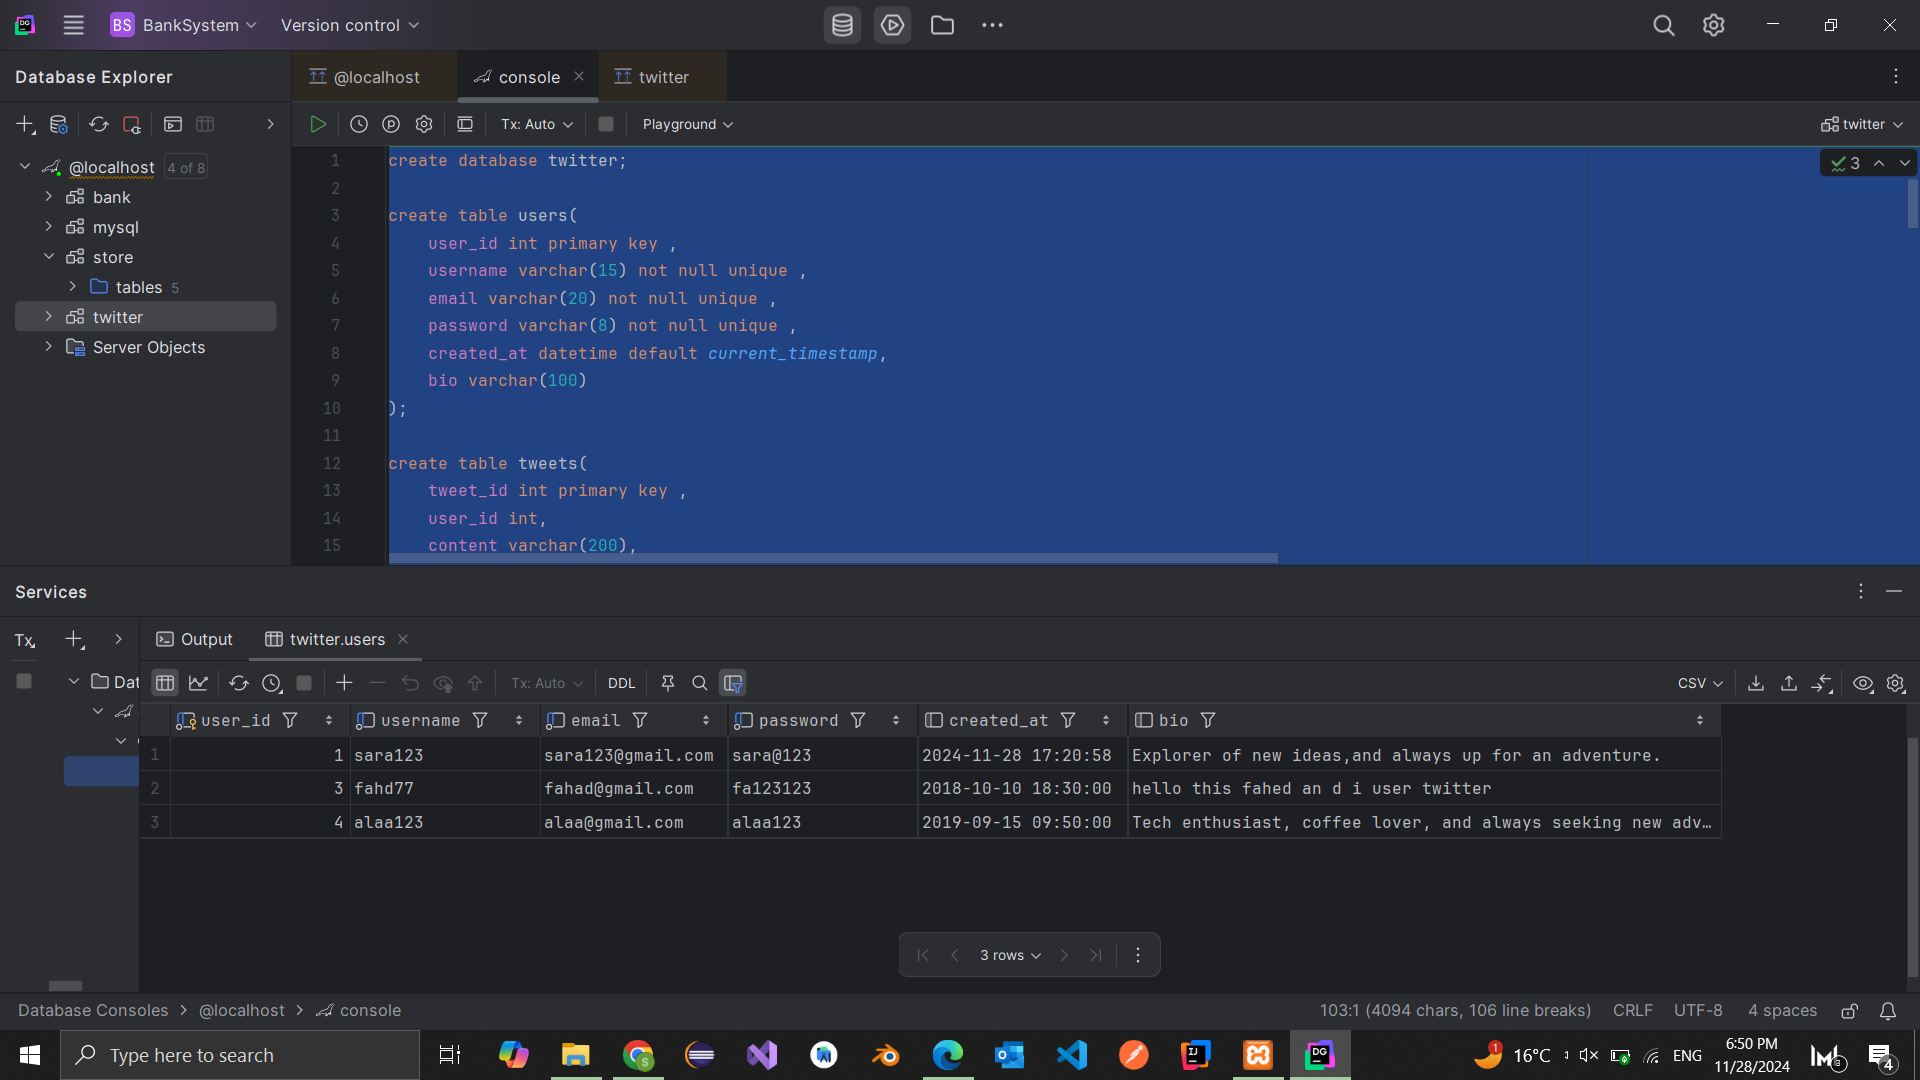 BS BankSystem Version control
Database Explorer
@localhost console twitter
Tx: Auto Playground twitter
@localhost 4 of 8
bank
mysql
store
tables 5
twitter
Server Objects
3
1 create database twitter;
2
3 create table users(
4 user_id int primary key ,
5 username varchar(15) not null unique ,
6 email varchar(20) not null unique ,
7 password varchar(8) not null unique ,
8 created_at datetime default current_timestamp,
9 bio varchar(100)
10 );
11
12 create table tweets(
13 tweet_id int primary key ,
14 user_id int,
15 content varchar(200),
Services
Tx Output twitter.users
Dat
Tx: Auto DDL CSV
user_id username email password created_at bio
1 1 sara123 sara123@gmail.com sara@123 2024-11-28 17:20:58 Explorer of new ideas,and always up for an adventure.
2 3 fahd77 fahad@gmail.com fa123123 2018-10-10 18:30:00 hello this fahed an d i user twitter
3 4 alaa123 alaa@gmail.com alaa123 2019-09-15 09:50:00 Tech enthusiast, coffee lover, and always seeking new adv…
3 rows
Database Consoles @localhost console 103:1 (4094 chars, 106 line breaks) CRLF UTF-8 4 spaces
Type here to search 16°C ENG 6:50 PM
11/28/2024